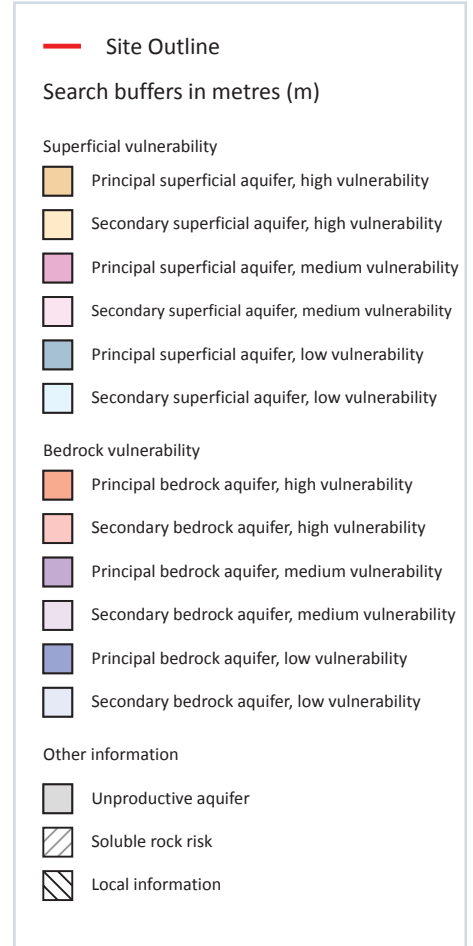 Site Outline
Search buffers in metres (m)
Superficial vulnerability
Principal superficial aquifer, high vulnerability
Secondary superficial aquifer, high vulnerability
Principal superficial aquifer, medium vulnerability
Secondary superficial aquifer, medium vulnerability
Principal superficial aquifer, low vulnerability
Secondary superficial aquifer, low vulnerability
Bedrock vulnerability
Principal bedrock aquifer, high vulnerability
Secondary bedrock aquifer, high vulnerability
Principal bedrock aquifer, medium vulnerability
Secondary bedrock aquifer, medium vulnerability
Principal bedrock aquifer, low vulnerability
Secondary bedrock aquifer, low vulnerability
Other information
Unproductive aquifer
Soluble rock risk
Local information